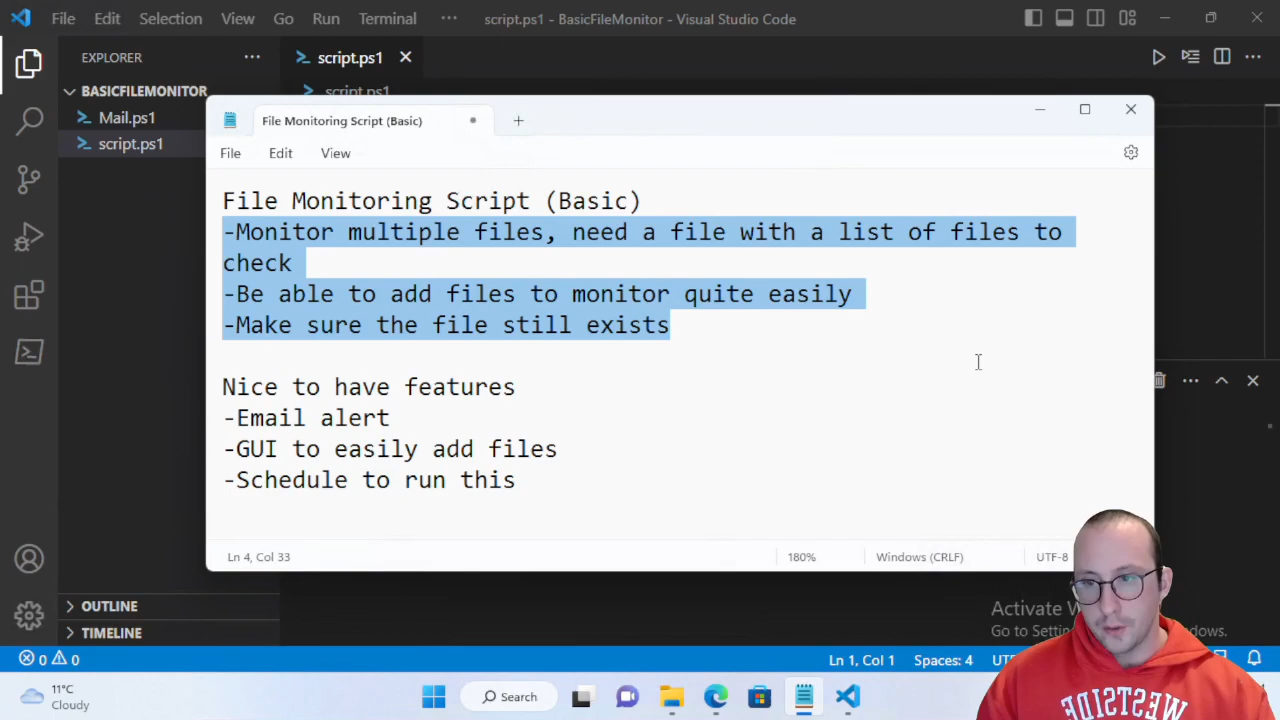 File Edit Selection View Go Run Terminal ··· script.ps1 - BasicFileMonitor - Visual Studio Code
EXPLORER ··· script.ps1
BASICFILEMONITOR script.ps1
Mail.ps1
script.ps1
File Monitoring Script (Basic)
File Edit View
File Monitoring Script (Basic)
-Monitor multiple files, need a file with a list of files to
check
-Be able to add files to monitor quite easily
-Make sure the file still exists
Nice to have features
-Email alert
-GUI to easily add files
-Schedule to run this
Ln 4, Col 33 180% Windows (CRLF) UTF-8
OUTLINE
TIMELINE
Activate
Go to windows.
0 0 Ln 1, Col 1 Spaces: 4
11°C
Cloudy
Search
WESTSIDE